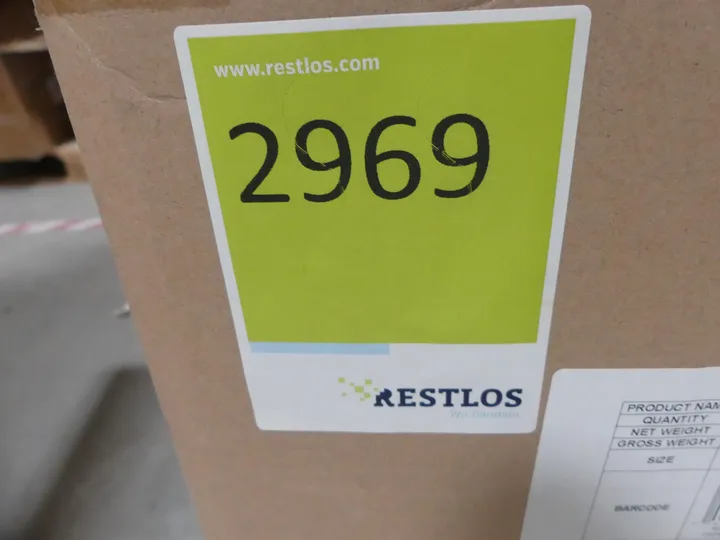 www.restlos.com
2969
RESTLOS
PRODUCT NAM
QUANTITY
NET WEIGHT
GROSS WEIGHT
SIZE
BARCODE